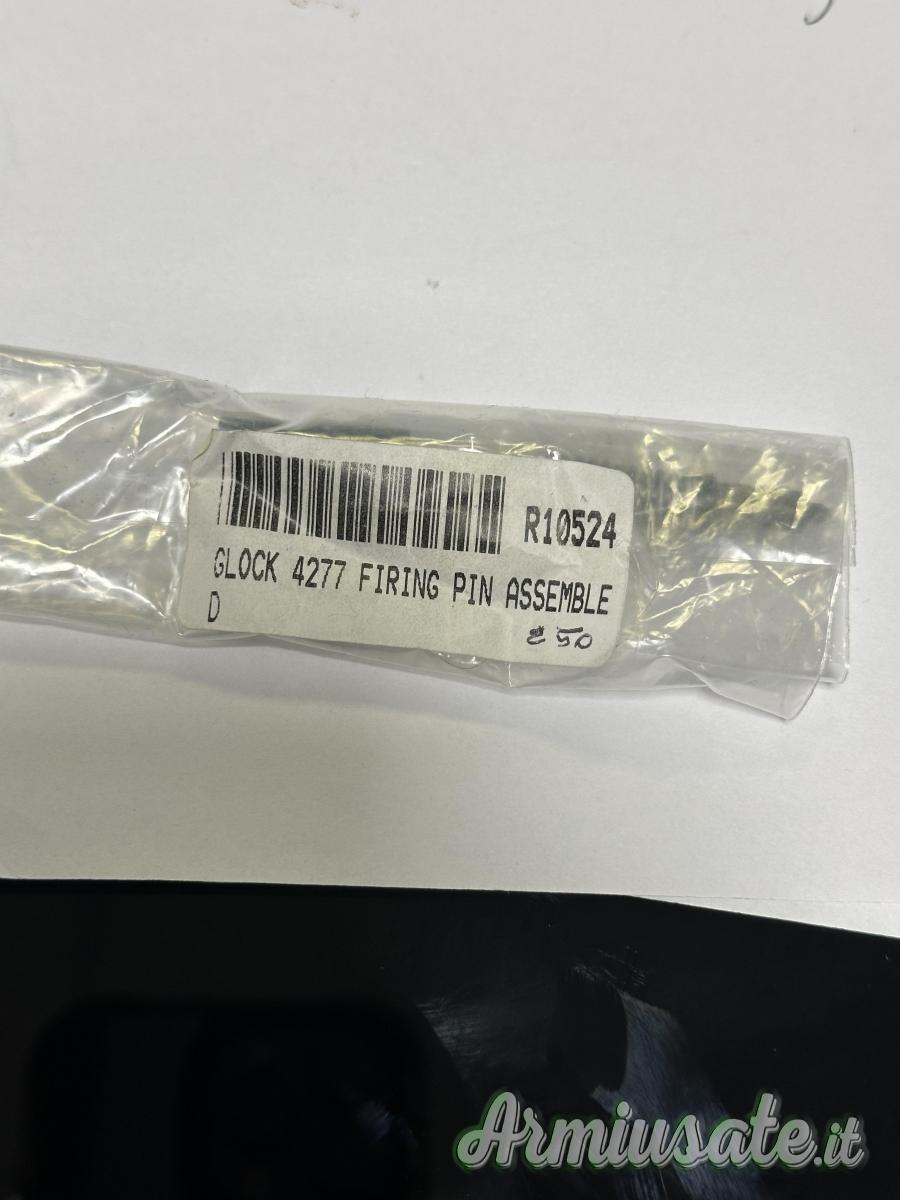 R10524
GLOCK 4277 FIRING PIN ASSEMBLE
D
50
Armiusate.it